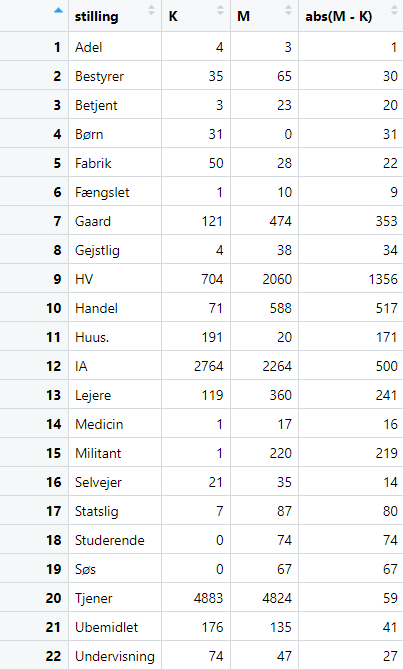 stilling K M abs(M - K)
1 Adel 4 3 1
2 Bestyrer 35 65 30
3 Betjent 3 23 20
4 Børn 31 0 31
5 Fabrik 50 28 22
6 Fængslet 1 10 9
7 Gaard 121 474 353
8 Gejstlig 4 38 34
9 HV 704 2060 1356
10 Handel 71 588 517
11 Huus. 191 20 171
12 IA 2764 2264 500
13 Lejere 119 360 241
14 Medicin 1 17 16
15 Militant 1 220 219
16 Selvejer 21 35 14
17 Statslig 7 87 80
18 Studerende 0 74 74
19 Søs 0 67 67
20 Tjener 4883 4824 59
21 Ubemidlet 176 135 41
22 Undervisning 74 47 27